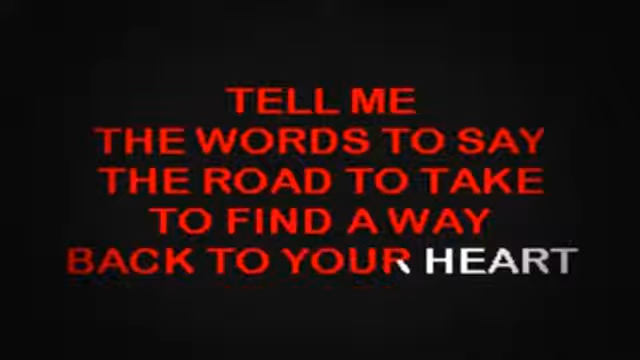 TELL ME
THE WORDS TO SAY
THE ROAD TO TAKE
TO FIND A WAY
BACK TO YOUR HEART